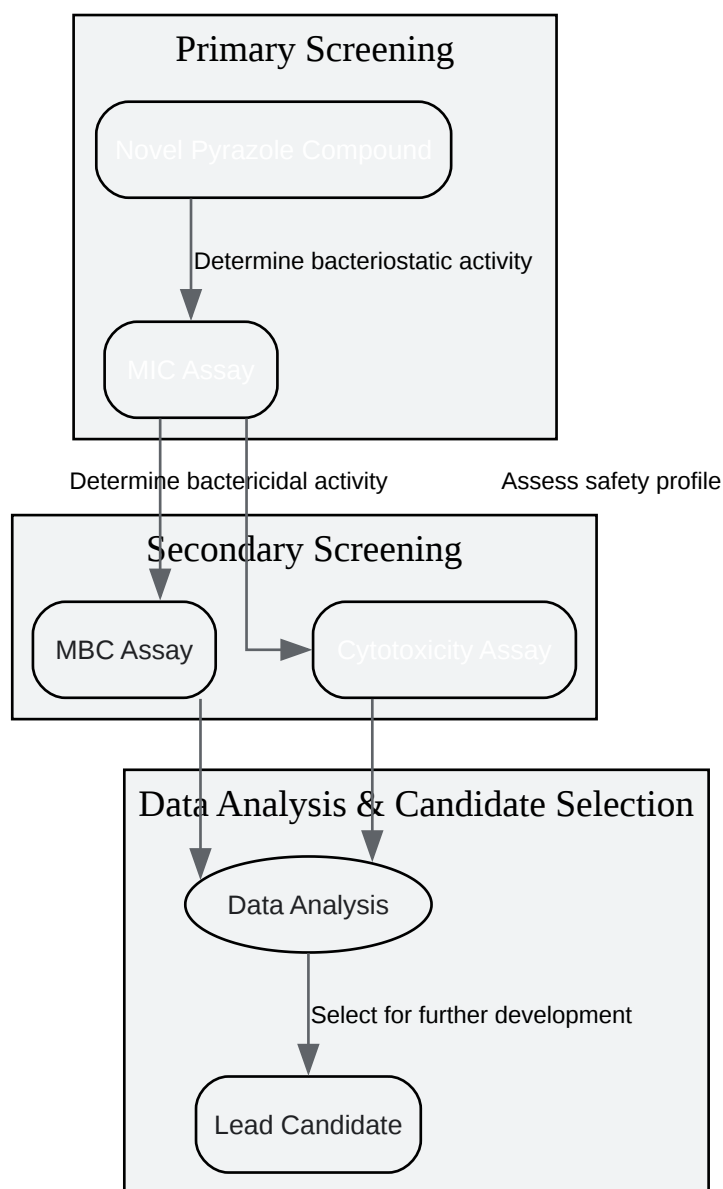 Primary Screening
Novel Pyrazole Compound
Determine bacteriostatic activity
MIC Assay
Determine bactericidal activity
Assess safety profile
Secondary Screening
MBC Assay
Cytotoxicity Assay
Data Analysis & Candidate Selection
Data Analysis
Select for further development
Lead Candidate